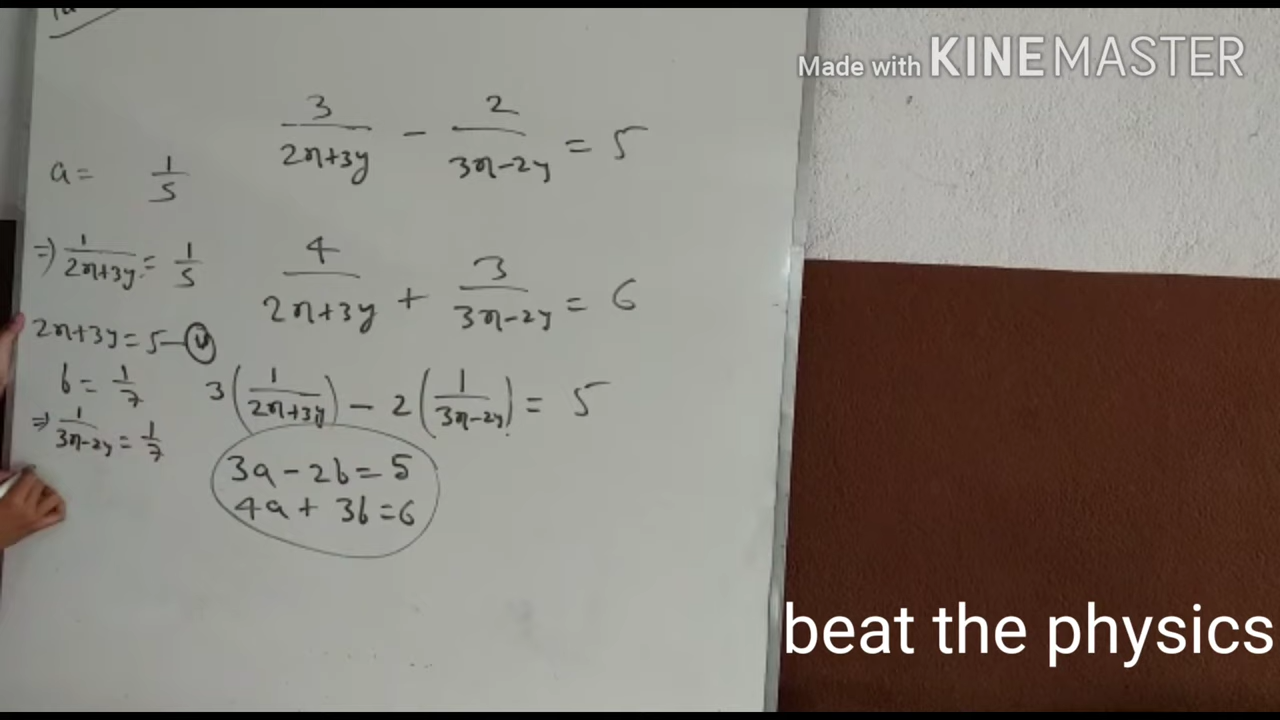 Made with KINEMASTER
3/(2x+3y) - 2/(3x-2y) = 5
4/(2x+3y) + 3/(3x-2y) = 6
3(1/(2x+3y)) - 2(1/(3x-2y)) = 5
3a - 2b = 5
4a + 3b = 6
a = 1/5
⇒ 1/(2x+3y) = 1/5
2x+3y = 5
b = 1/7
⇒ 1/(3x-2y) = 1/7
beat the physics